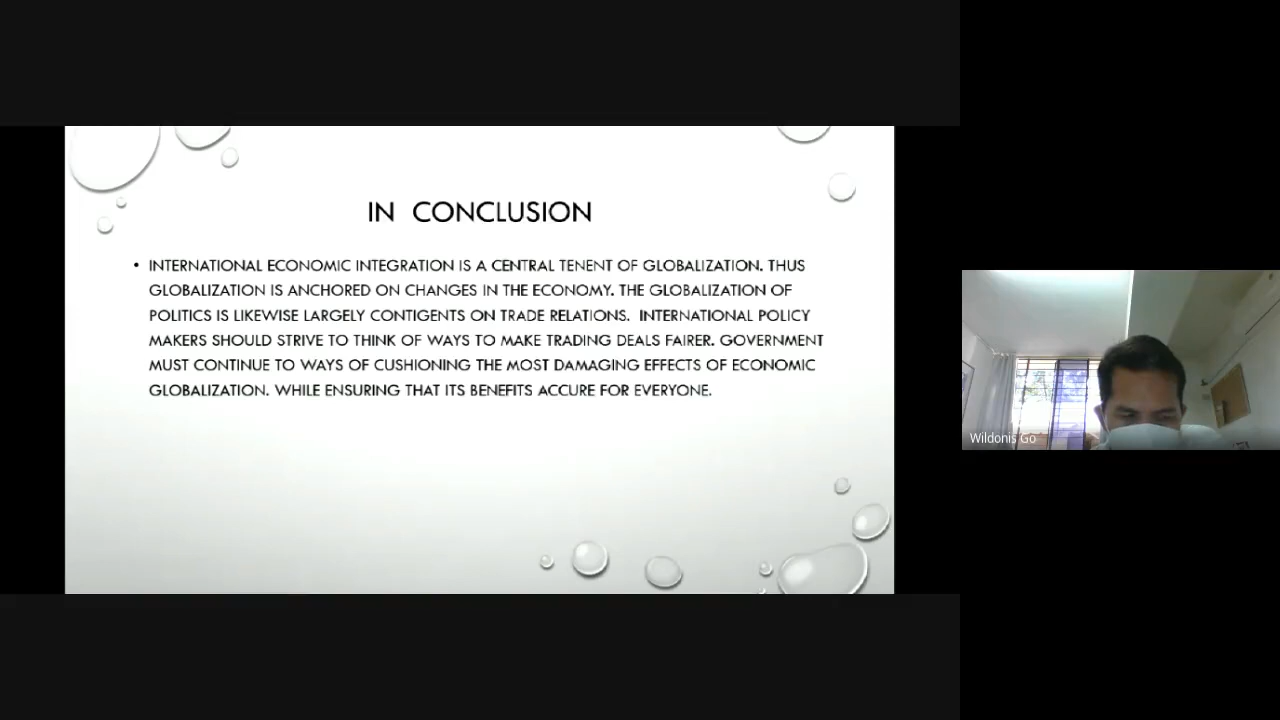 IN CONCLUSION
• INTERNATIONAL ECONOMIC INTEGRATION IS A CENTRAL TENENT OF GLOBALIZATION. THUS
GLOBALIZATION IS ANCHORED ON CHANGES IN THE ECONOMY. THE GLOBALIZATION OF
POLITICS IS LIKEWISE LARGELY CONTIGENTS ON TRADE RELATIONS. INTERNATIONAL POLICY
MAKERS SHOULD STRIVE TO THINK OF WAYS TO MAKE TRADING DEALS FAIRER. GOVERNMENT
MUST CONTINUE TO WAYS OF CUSHIONING THE MOST DAMAGING EFFECTS OF ECONOMIC
GLOBALIZATION. WHILE ENSURING THAT ITS BENEFITS ACCURE FOR EVERYONE.
Wildonis Go